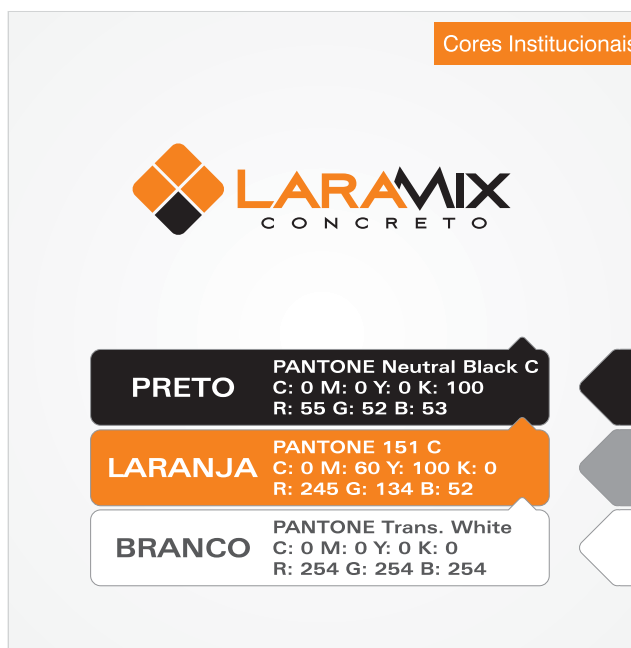 Cores Institucionais
LARAMIX
CONCRETO
PRETO
PANTONE Neutral Black C
C: 0 M: 0 Y: 0 K: 100
R: 55 G: 52 B: 53
LARANJA
PANTONE 151 C
C: 0 M: 60 Y: 100 K: 0
R: 245 G: 134 B: 52
BRANCO
PANTONE Trans. White
C: 0 M: 0 Y: 0 K: 0
R: 254 G: 254 B: 254